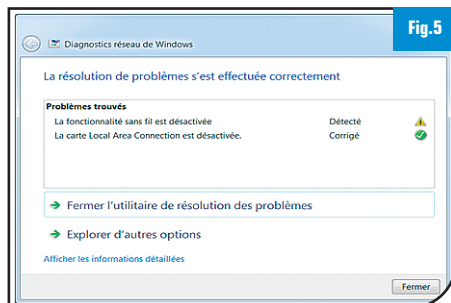 Fig.5
Diagnostics réseau de Windows
La résolution de problèmes s'est effectuée correctement
Problèmes trouvés
La fonctionnalité sans fil est désactivée Détecté
La carte Local Area Connection est désactivée. Corrigé
Fermer l'utilitaire de résolution des problèmes
Explorer d'autres options
Afficher les informations détaillées
Fermer